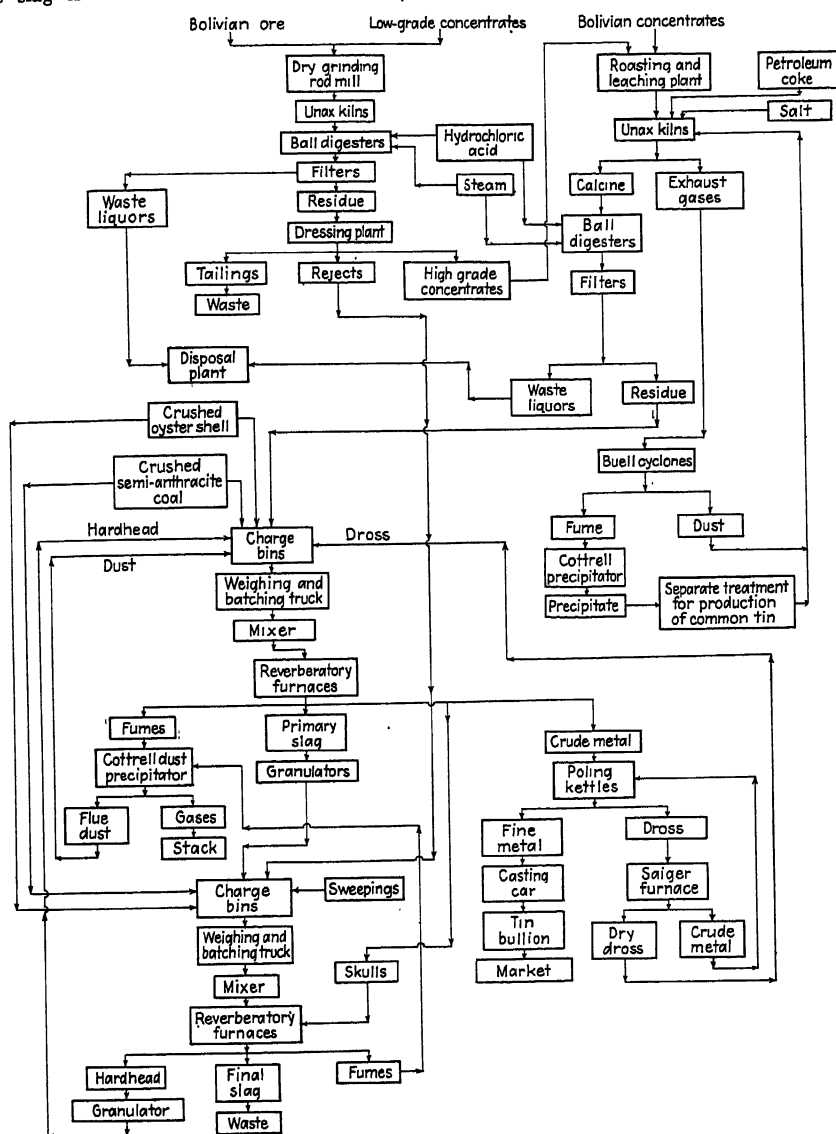 Bolivian ore
Low-grade concentrates
Bolivian concentrates
Dry grinding
rod mill
Roasting and
leaching plant
Petroleum
coke
Salt
Unax kilns
Unax kilns
Hydrochloric
acid
Ball digesters
Filters
Steam
Calcine
Exhaust
gases
Waste
liquors
Residue
Ball
digesters
Dressing plant
Tailings
Rejects
High grade
concentrates
Filters
Waste
Disposal
plant
Waste
liquors
Residue
Crushed
oyster shell
Buell cyclones
Crushed
semi-anthracite
coal
Fume
Dust
Hardhead
Charge
bins
Dross
Dust
Cottrell
precipitator
Weighing and
batching truck
Precipitate
Separate treatment
for production
of common tin
Mixer
Reverberatory
furnaces
Fumes
Primary
slag
Crude metal
Cottrell dust
precipitator
Granulators
Poling
kettles
Flue
dust
Gases
Stack
Fine
metal
Dross
Casting
car
Saiger
furnace
Charge
bins
Sweepings
Tin
bullion
Dry
dross
Crude
metal
Weighing and
batching truck
Skulls
Market
Mixer
Reverberatory
furnaces
Hardhead
Final
slag
Fumes
Granulator
Waste